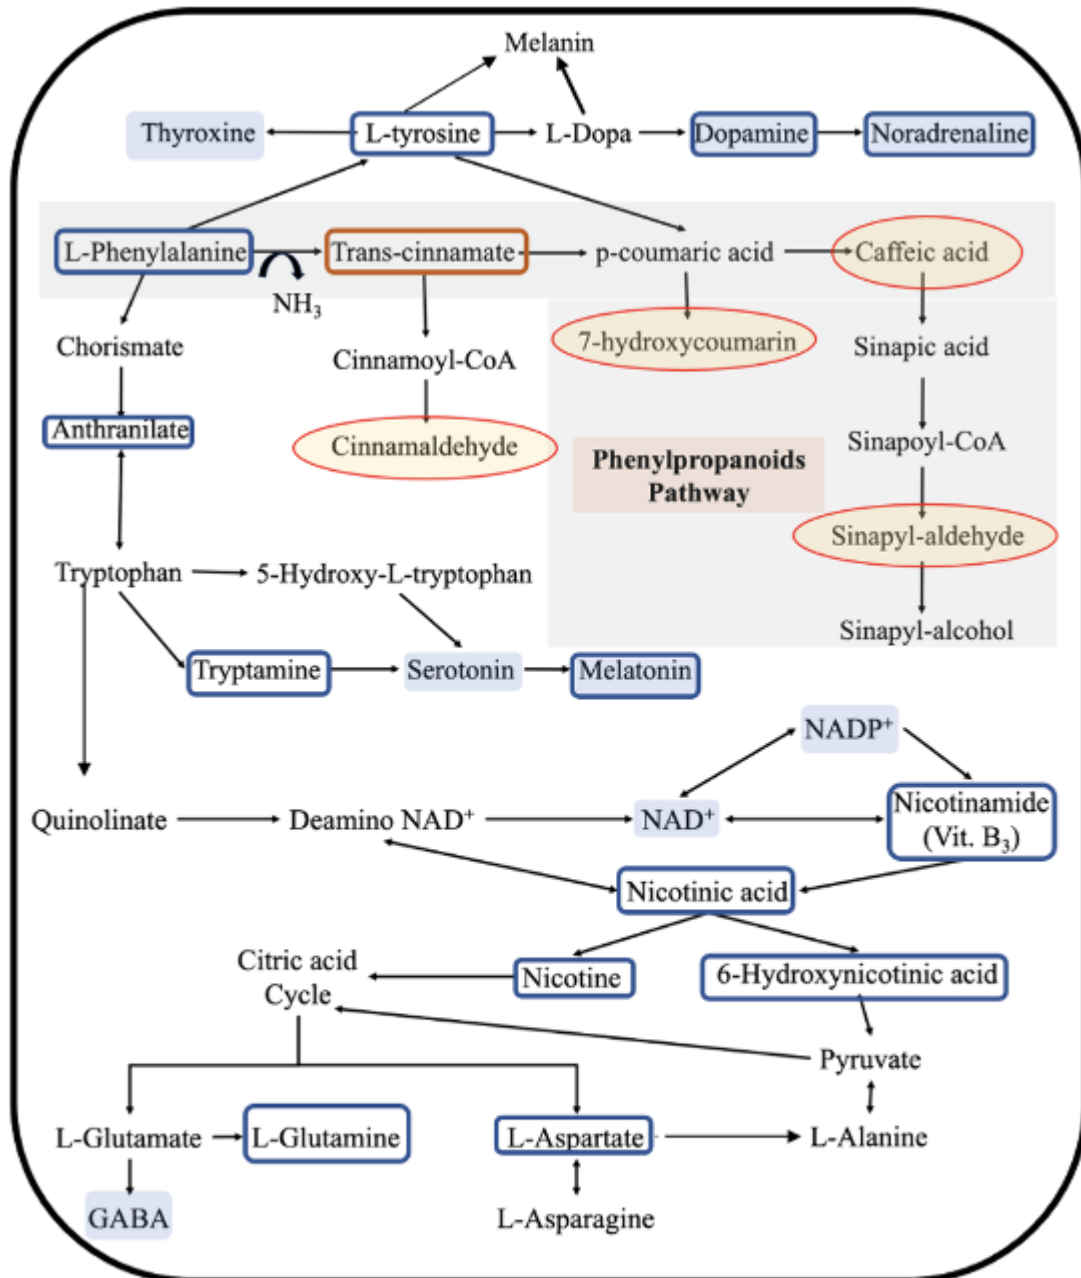 Melanin
Thyroxine
L-tyrosine
L-Dopa
Dopamine
Noradrenaline
L-Phenylalanine
Trans-cinnamate
p-coumaric acid
Caffeic acid
NH₃
Chorismate
Cinnamoyl-CoA
7-hydroxycoumarin
Sinapic acid
Anthranilate
Cinnamaldehyde
Phenylpropanoids
Pathway
Sinapoyl-CoA
Sinapyl-aldehyde
Tryptophan
5-Hydroxy-L-tryptophan
Sinapyl-alcohol
Tryptamine
Serotonin
Melatonin
NADP⁺
Quinolinate
Deamino NAD⁺
NAD⁺
Nicotinamide
(Vit. B₃)
Nicotinic acid
Citric acid
Cycle
Nicotine
6-Hydroxynicotinic acid
Pyruvate
L-Glutamate
L-Glutamine
L-Aspartate
L-Alanine
GABA
L-Asparagine